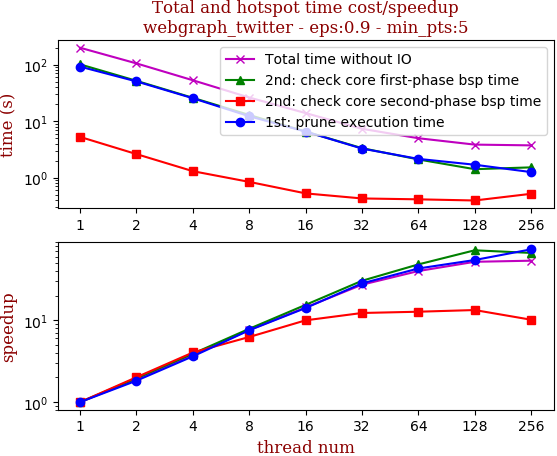 Total and hotspot time cost/speedup
webgraph_twitter - eps:0.9 - min_pts:5
time (s)
10²
10¹
10⁰
Total time without IO
2nd: check core first-phase bsp time
2nd: check core second-phase bsp time
1st: prune execution time
1 2 4 8 16 32 64 128 256
speedup
10¹
10⁰
1 2 4 8 16 32 64 128 256
thread num